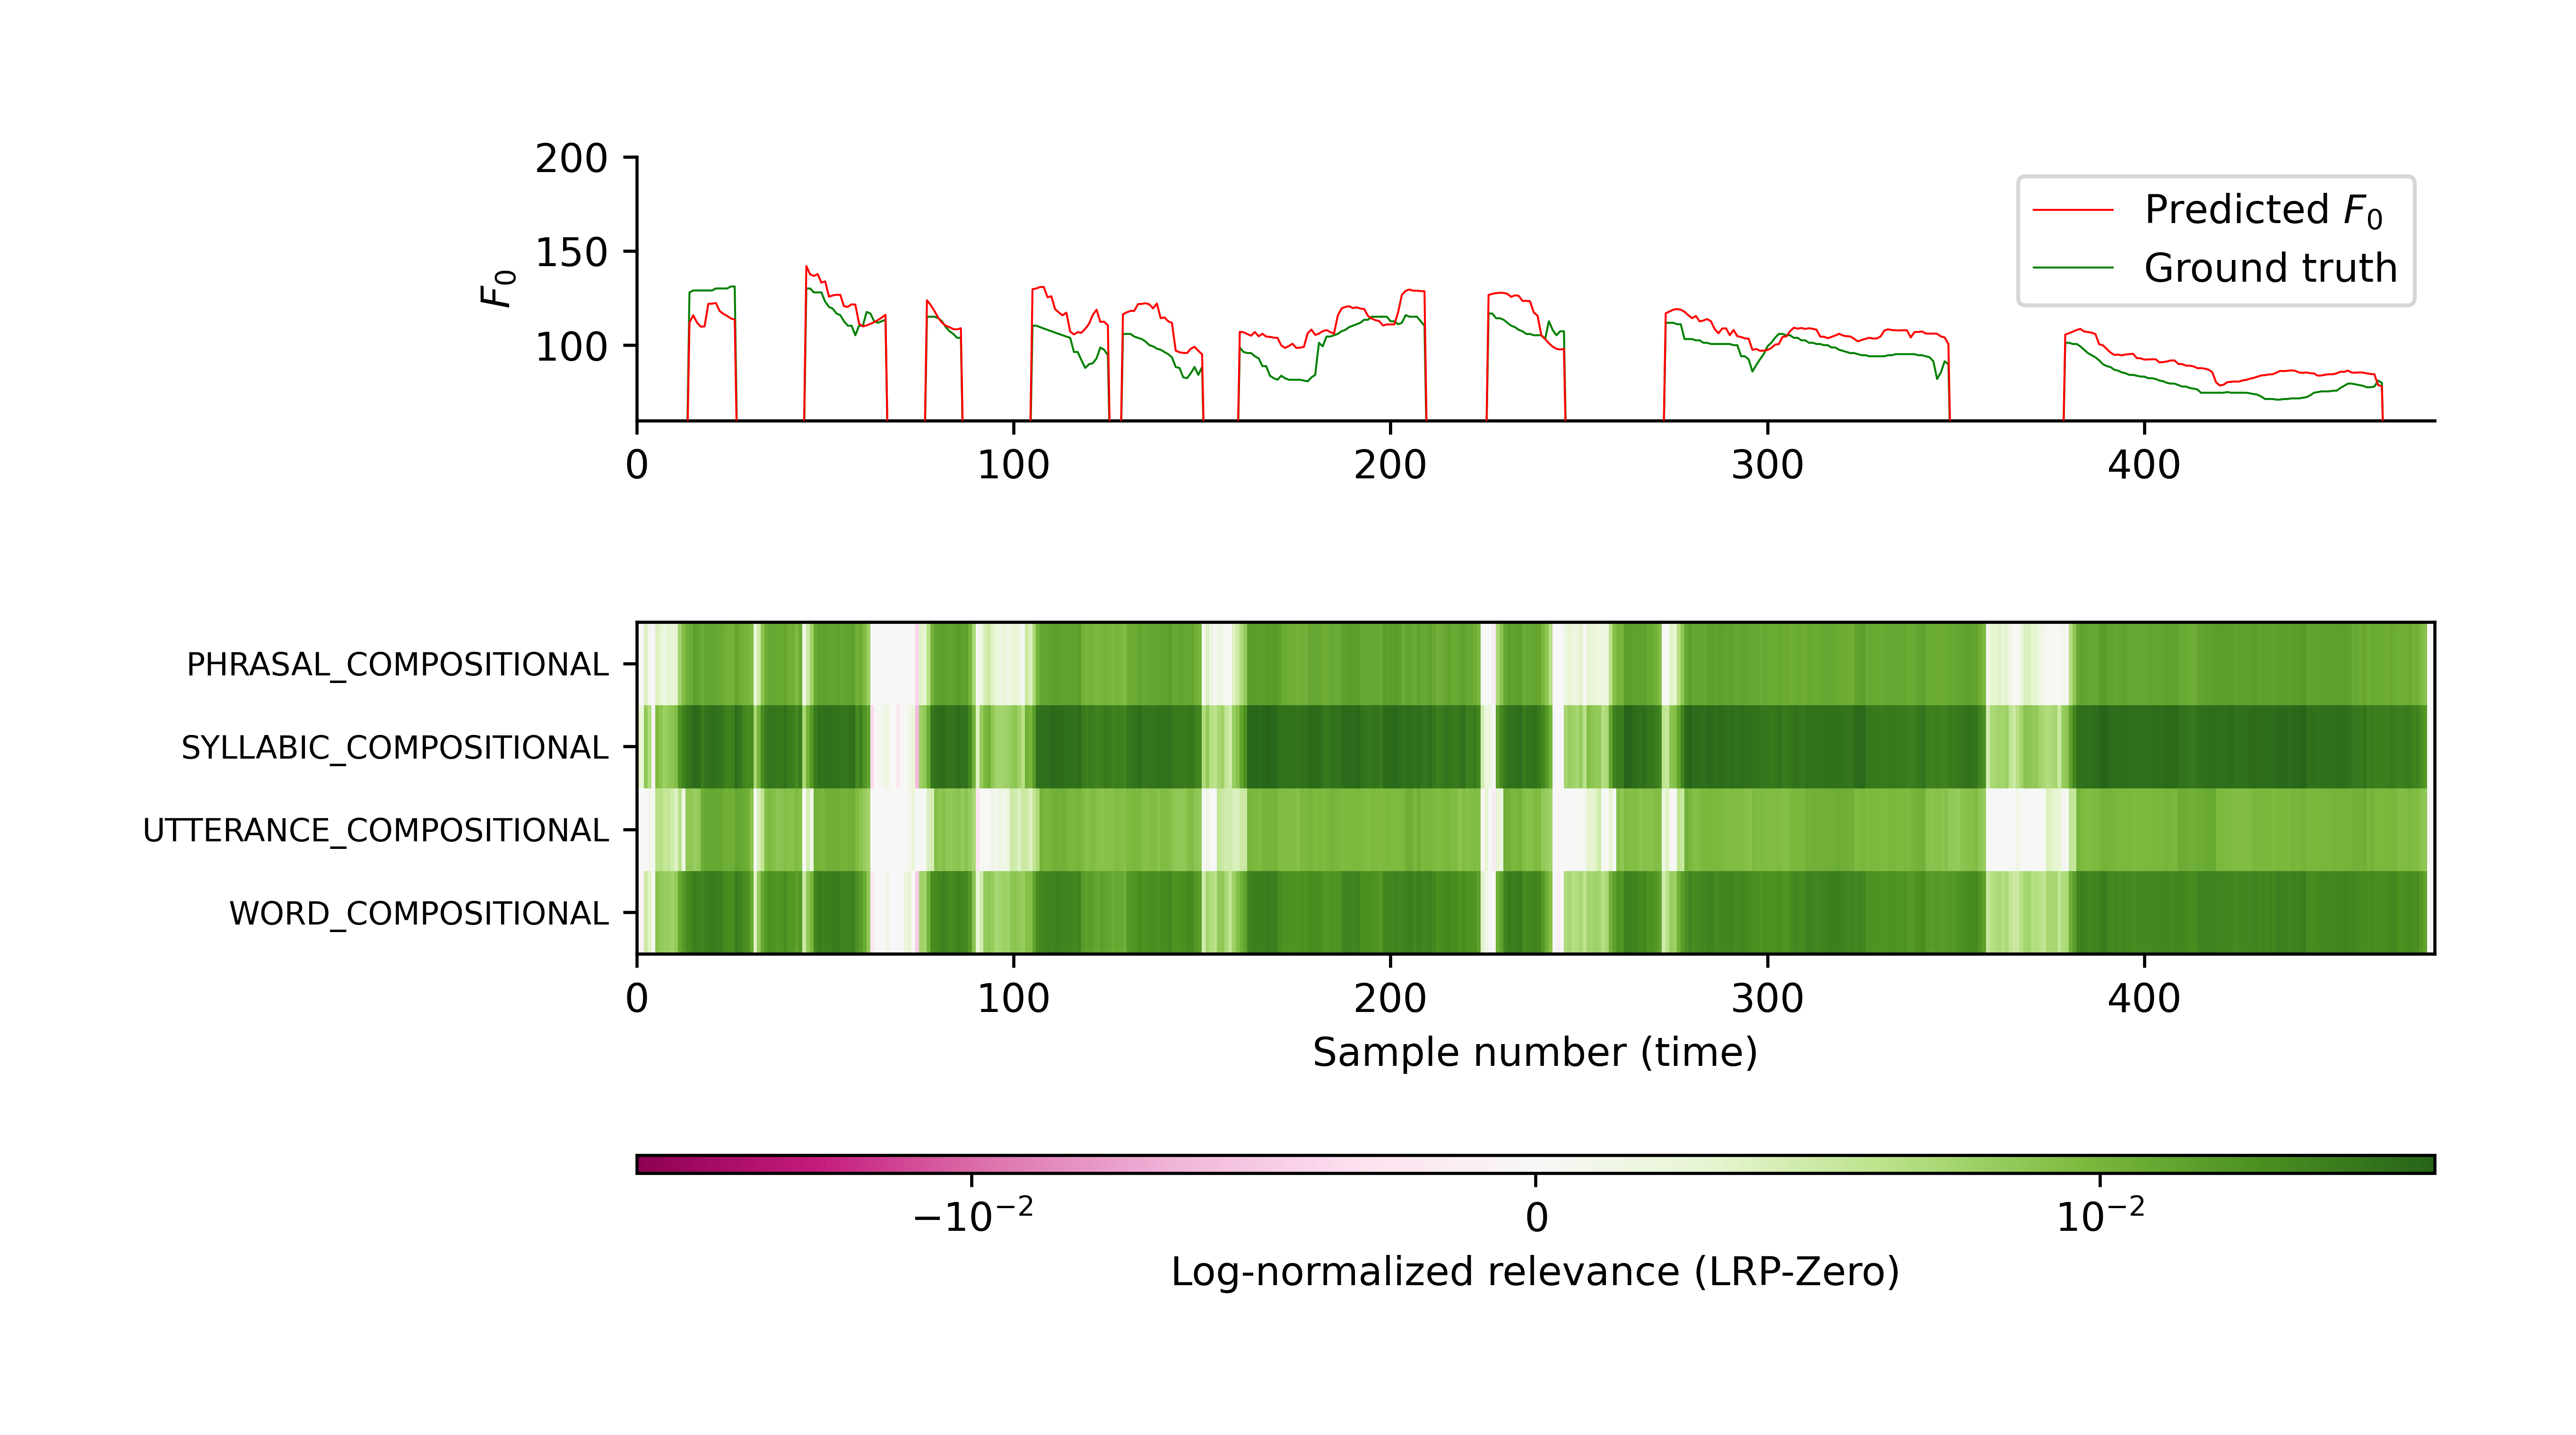 200
150
100
F₀
Predicted F₀
Ground truth
0 100 200 300 400
PHRASAL_COMPOSITIONAL
SYLLABIC_COMPOSITIONAL
UTTERANCE_COMPOSITIONAL
WORD_COMPOSITIONAL
0 100 200 300 400
Sample number (time)
−10⁻² 0 10⁻²
Log-normalized relevance (LRP-Zero)